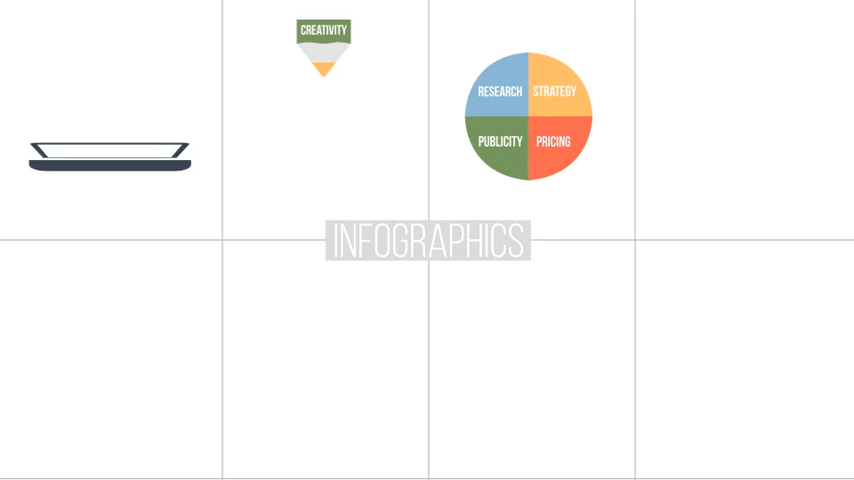 CREATIVITY
RESEARCH
STRATEGY
PUBLICITY
PRICING
INFOGRAPHICS